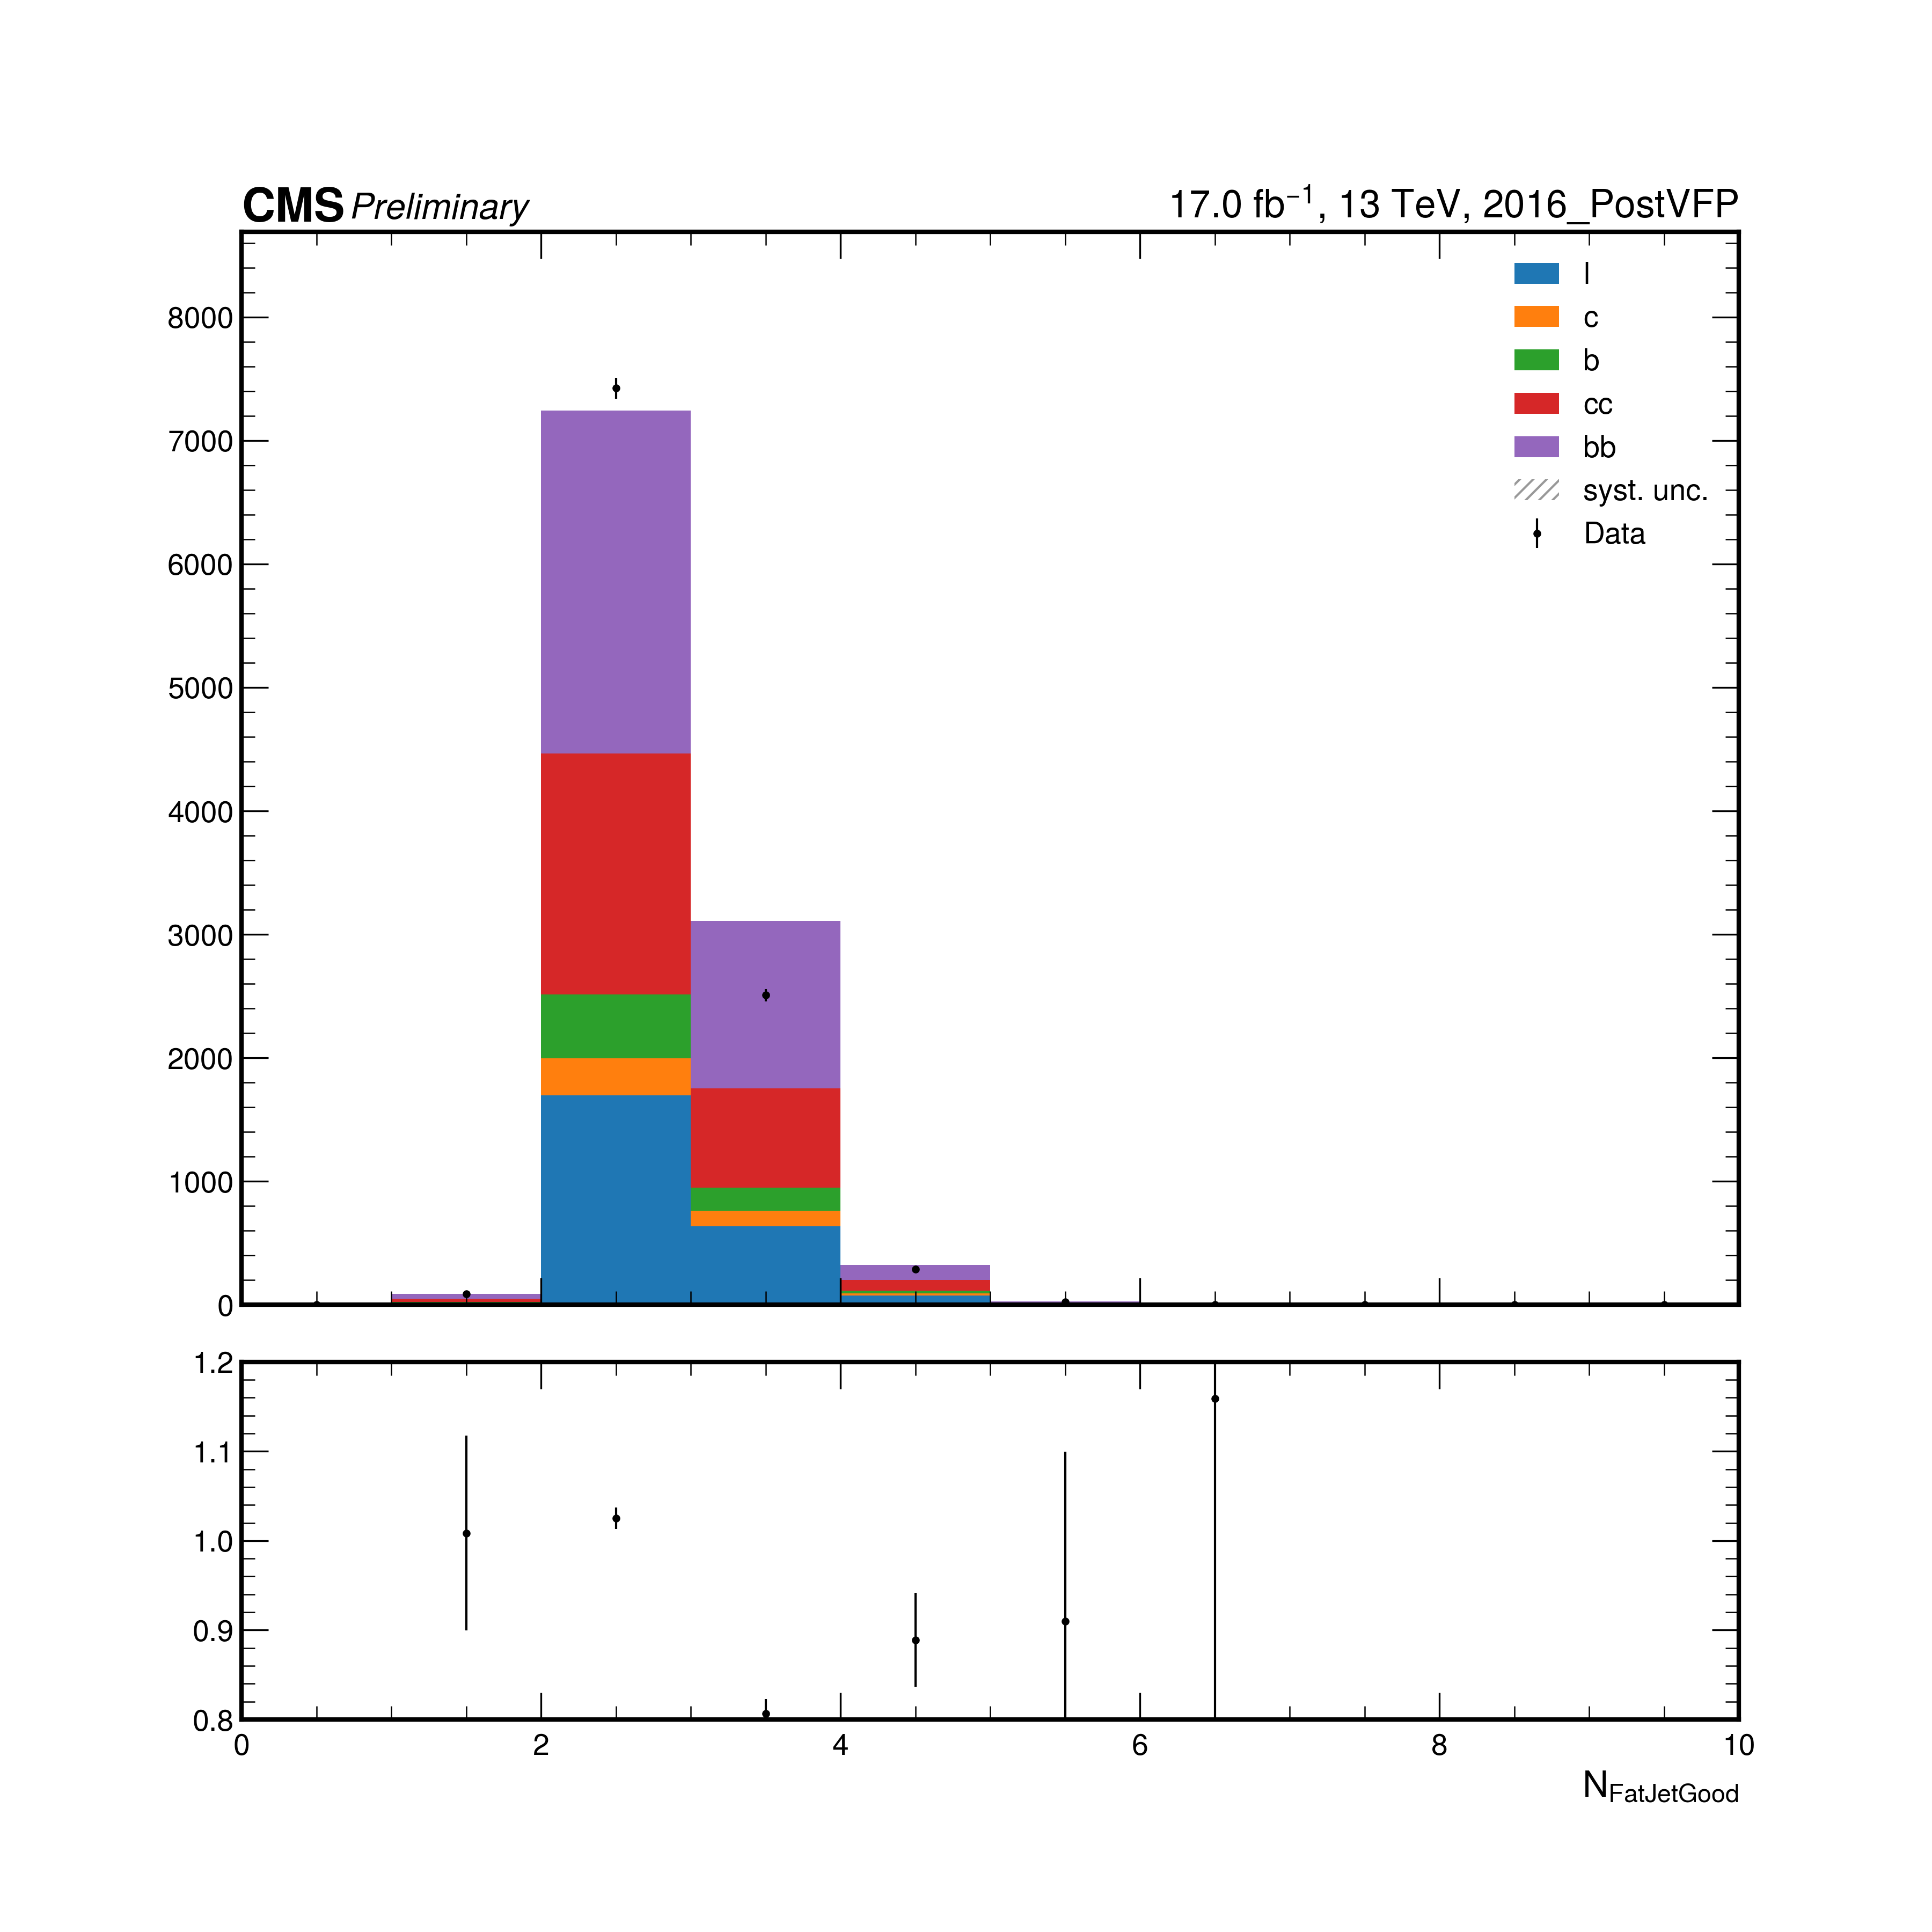 CMS Preliminary 17.0 fb⁻¹, 13 TeV, 2016_PostVFP
l
c
b
cc
bb
syst. unc.
Data
8000
7000
6000
5000
4000
3000
2000
1000
0
1.2
1.1
1.0
0.9
0.8
0 2 4 6 8 10
N_FatJetGood